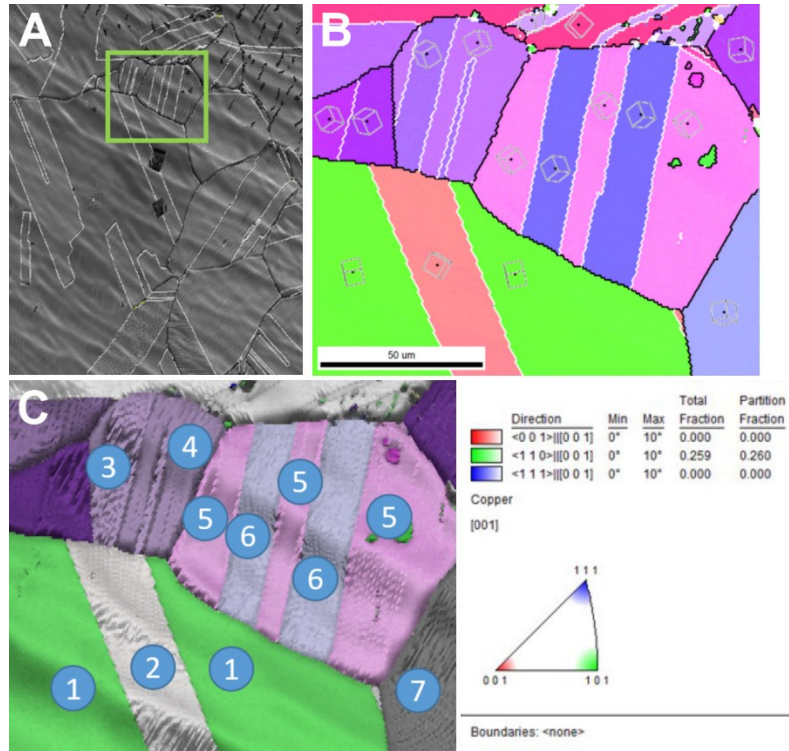 A
B
50 um
C
3
4
5
5
5
6
6
1
2
1
7
Total Partition
Direction Min Max Fraction Fraction
<0 0 1>||[0 0 1] 0° 10° 0.000 0.000
<1 1 0>||[0 0 1] 0° 10° 0.259 0.260
<1 1 1>||[0 0 1] 0° 10° 0.000 0.000
Copper
[001]
1 1 1
0 0 1
1 0 1
Boundaries: <none>